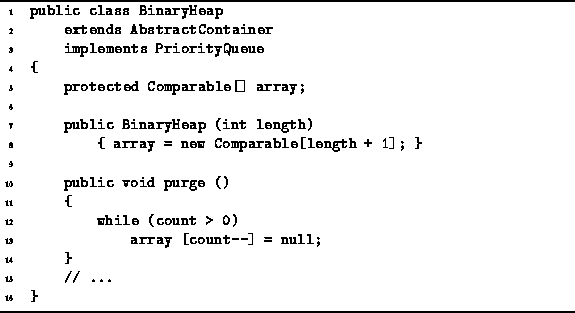 1 public class BinaryHeap
2 extends AbstractContainer
3 implements PriorityQueue
4 {
5 protected Comparable[] array;
6
7 public BinaryHeap (int length)
8 { array = new Comparable[length + 1]; }
9
10 public void purge ()
11 {
12 while (count > 0)
13 array [count--] = null;
14 }
15 // ...
16 }